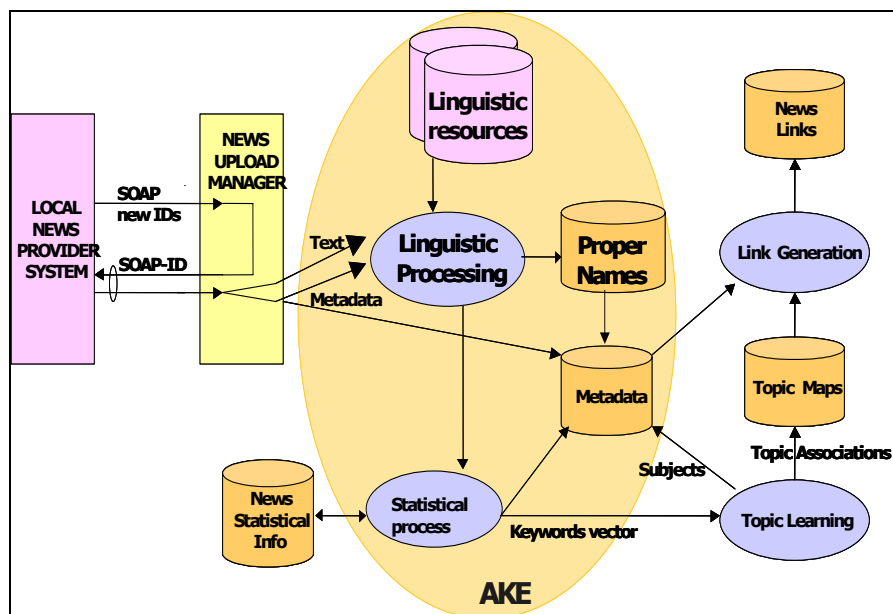 Linguistic
resources
News
Links
NEWS
UPLOAD
MANAGER
LOCAL
NEWS
PROVIDER
SYSTEM
SOAP
new IDs
SOAP-ID
Text
Metadata
Linguistic
Processing
Proper
Names
Link Generation
Metadada
Topic Maps
Topic Associations
Subjects
News
Statistical
Info
Statistical
process
Keywords vector
Topic Learning
AKE